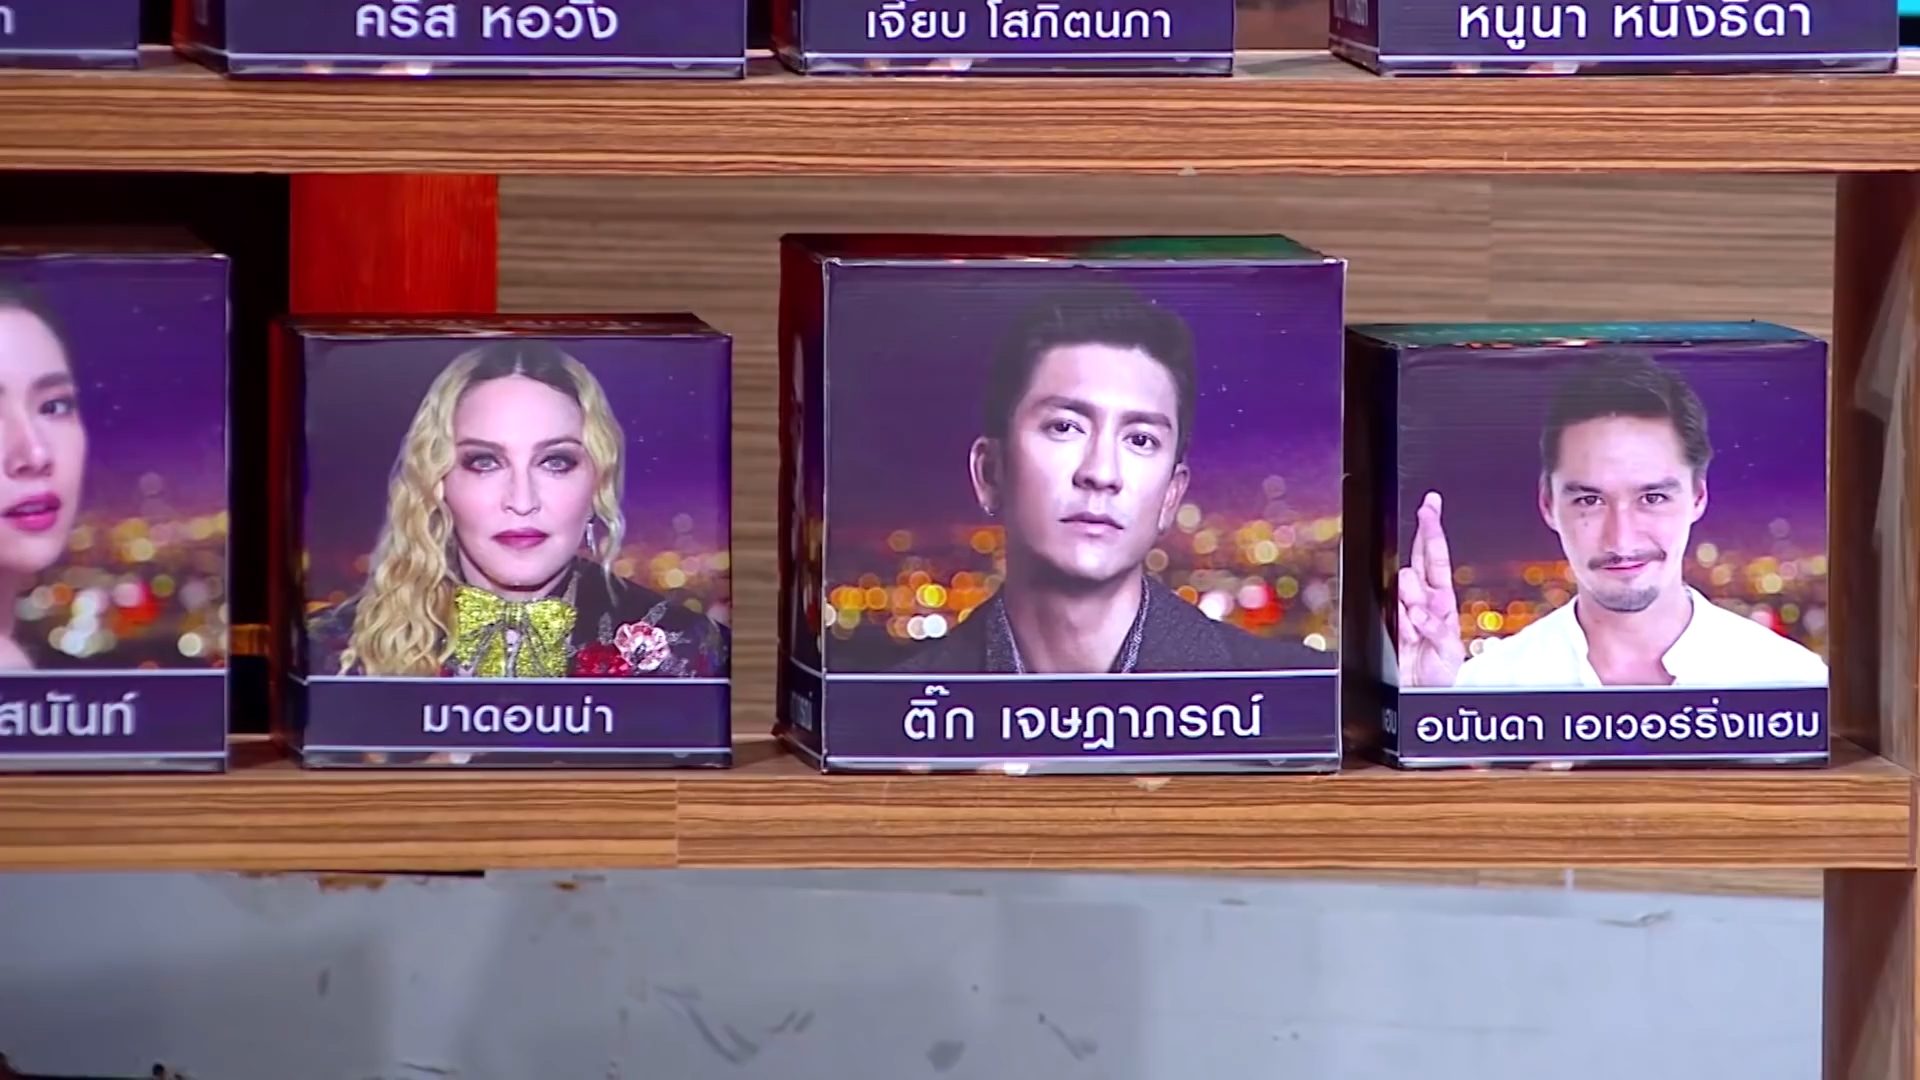 คริส หอวัง
เจี๊ยบ โสภิตนภา
หนูนา หนึ่งธิดา
สนันท์
มาดอนน่า
ติ๊ก เจษฎาภรณ์
อนันดา เอเวอร์ริ่งแฮม